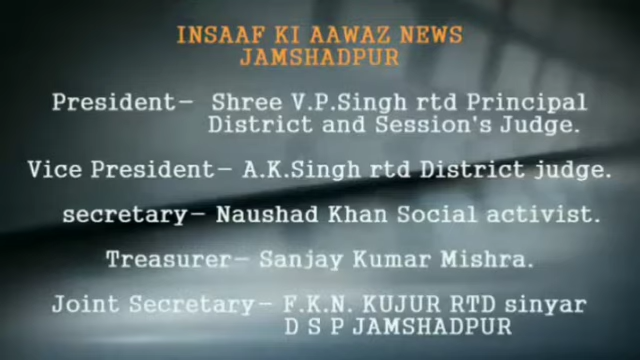 INSAAF KI AAWAZ NEWS
JAMSHADPUR
President- Shree V.P.Singh rtd Principal
District and Session's Judge.
Vice President- A.K.Singh rtd District judge.
secretary- Naushad Khan Social activist.
Treasurer- Sanjay Kumar Mishra.
Joint Secretary- F.K.N. KUJUR RTD sinyar
D S P JAMSHADPUR